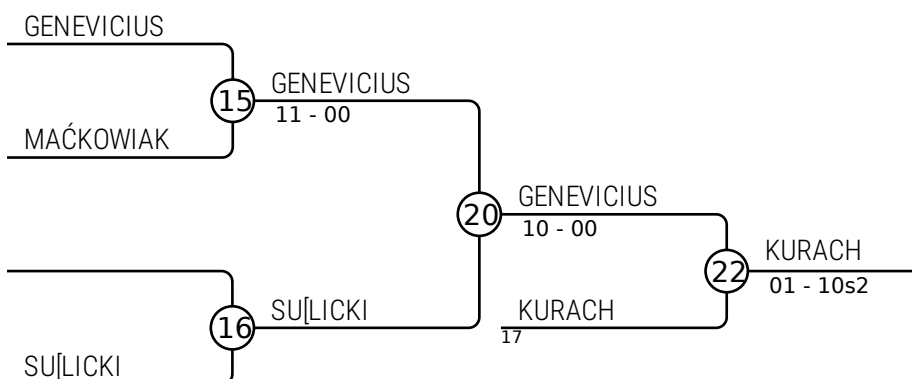 GENEVICIUS
15
GENEVICIUS
11 - 00
MAĆKOWIAK
20
GENEVICIUS
10 - 00
22
KURACH
01 - 10s2
16
SU[LICKI
KURACH
17
SU[LICKI